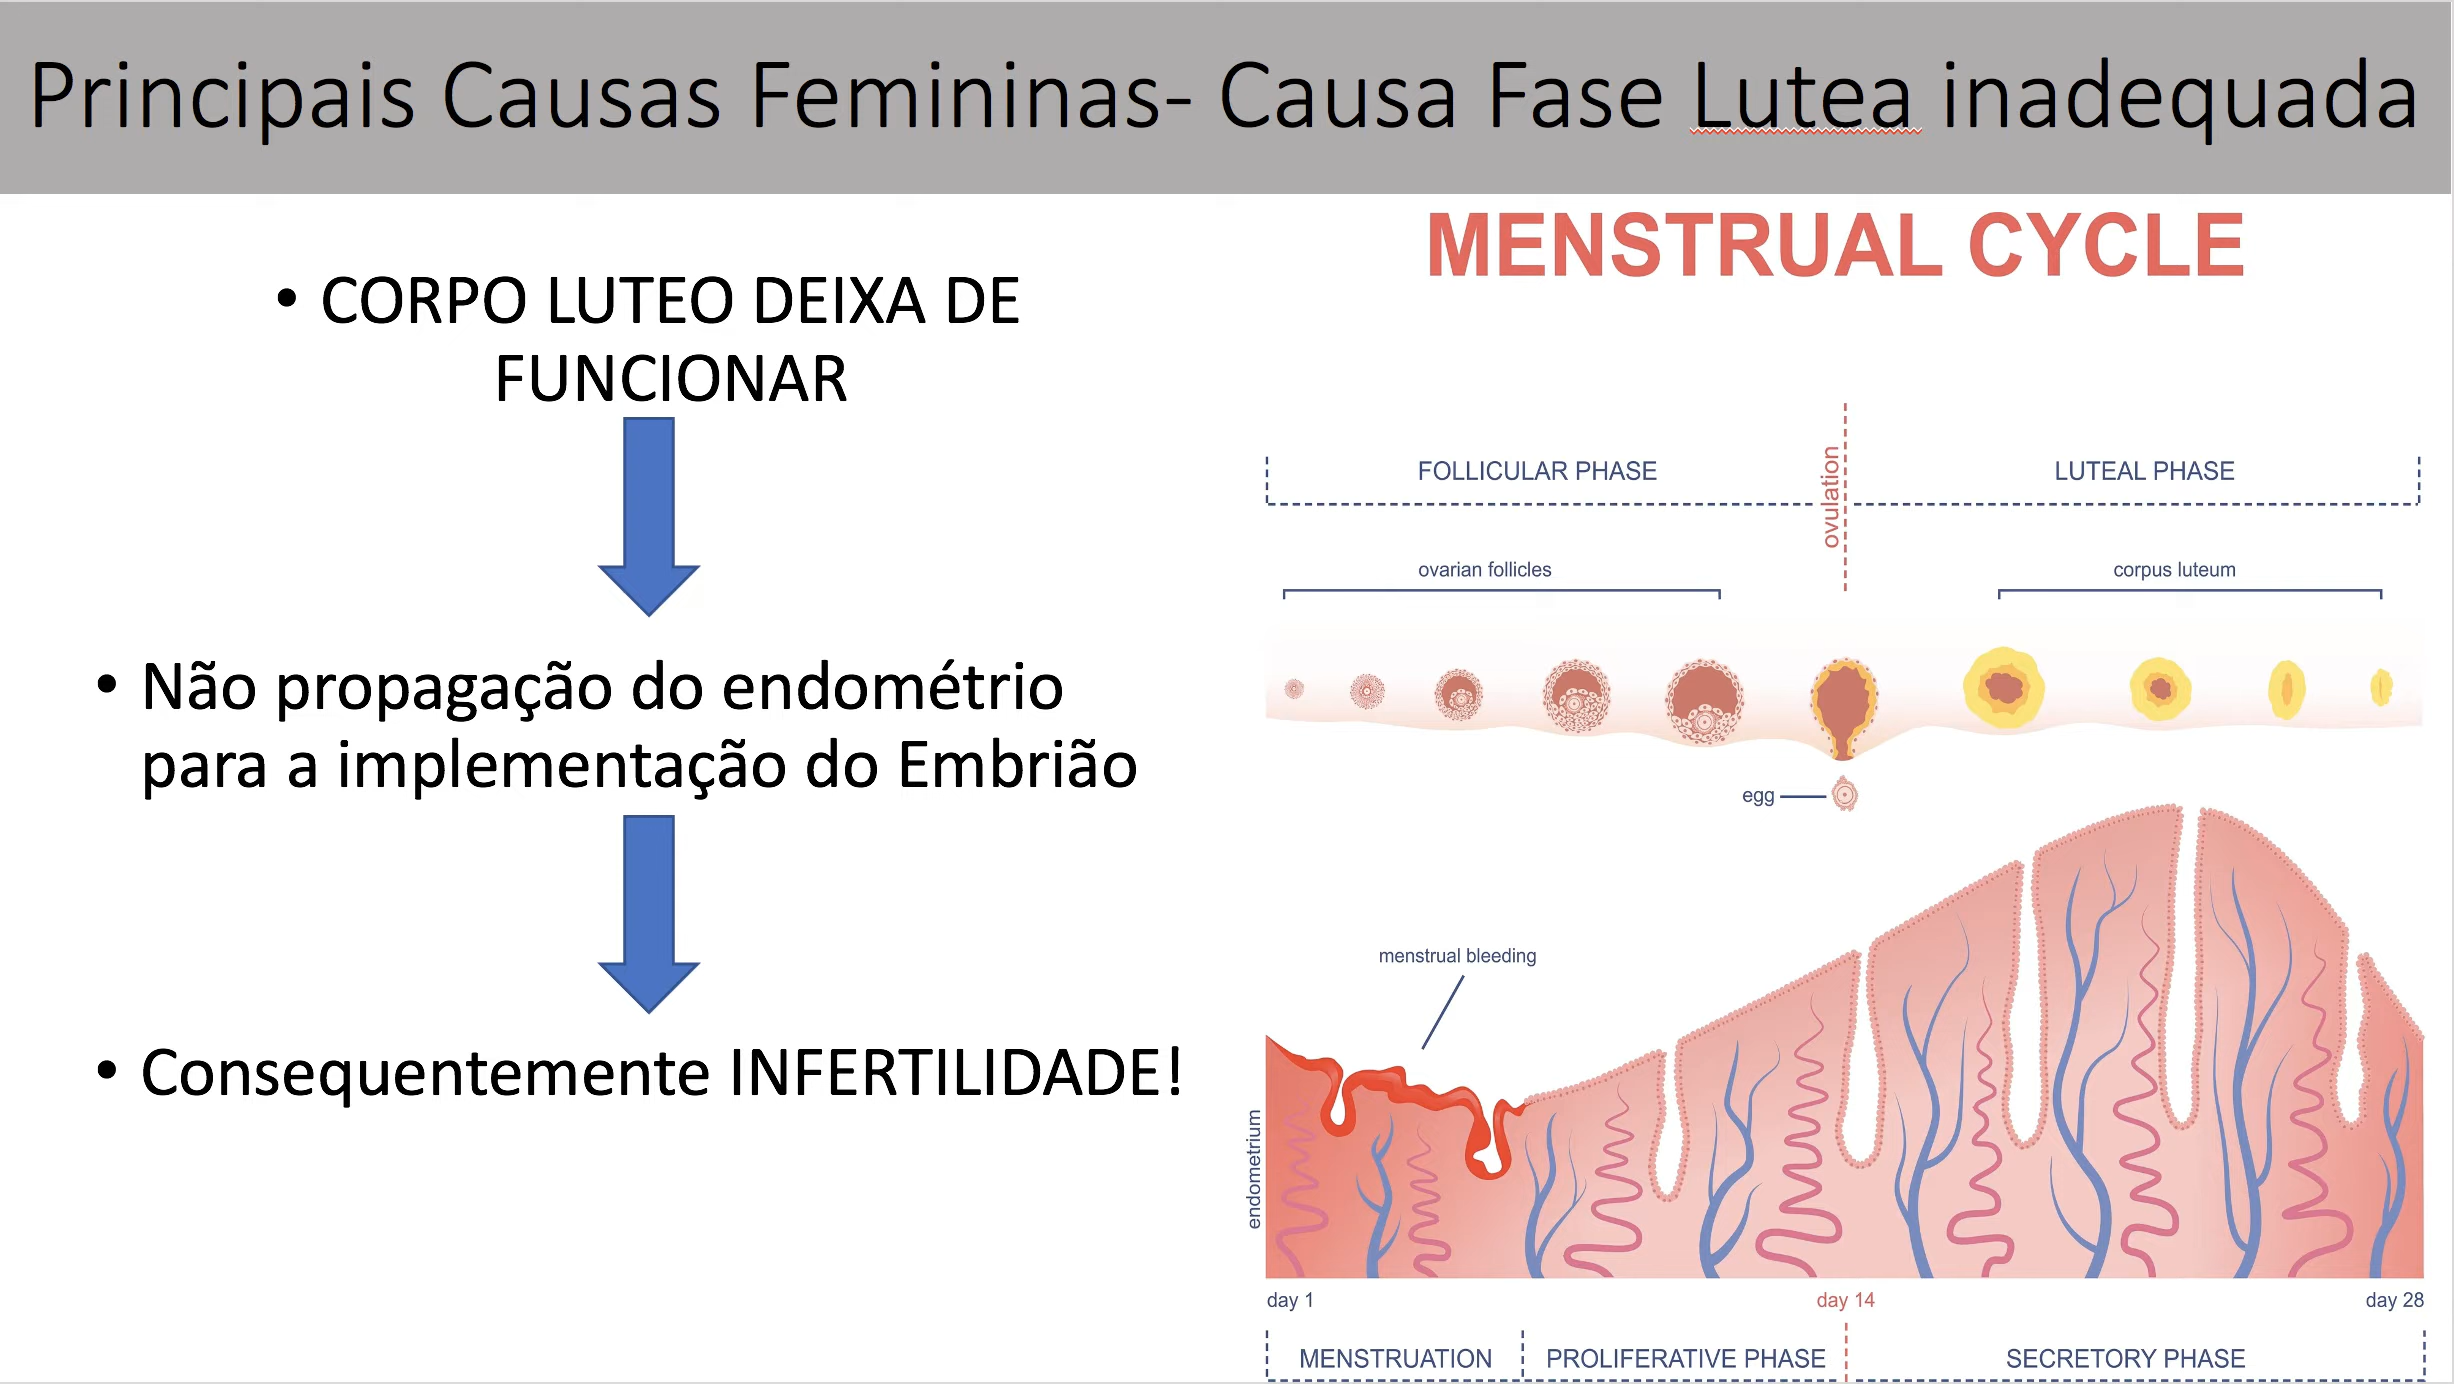 Principais Causas Femininas- Causa Fase Lutea inadequada
• CORPO LUTEO DEIXA DE
FUNCIONAR
• Não propagação do endométrio
para a implementação do Embrião
• Consequentemente INFERTILIDADE!
MENSTRUAL CYCLE
FOLLICULAR PHASE
ovulation
LUTEAL PHASE
ovarian follicles
corpus luteum
egg
menstrual bleeding
endometrium
day 1
day 14
day 28
MENSTRUATION
PROLIFERATIVE PHASE
SECRETORY PHASE